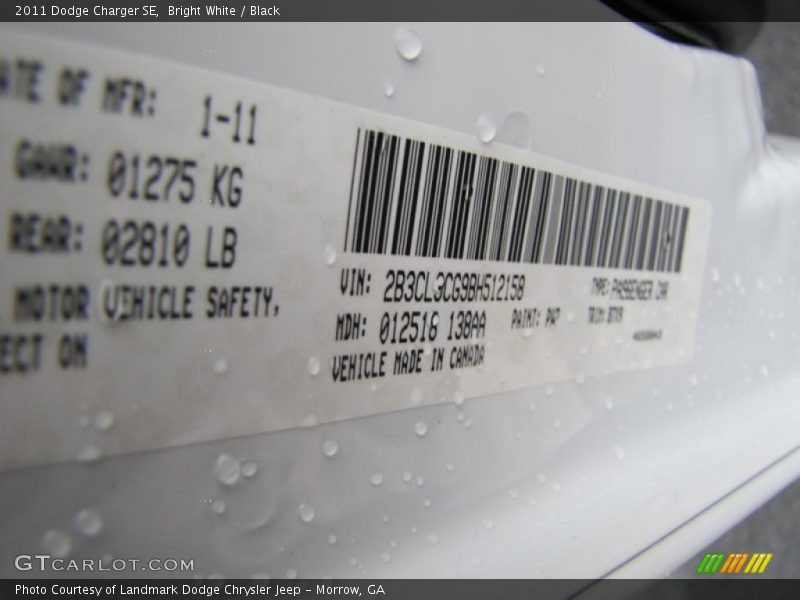 2011 Dodge Charger SE, Bright White / Black
ATE OF MFR: 1-11
GAWR: 01275 KG
REAR: 02810 LB
MOTOR VEHICLE SAFETY,
ECT ON
VIN: 2B3CL3CG9BH512158
TYPE: PASSENGER CAR
MDH: 012518 138AA
PAINT: PW7
TRIM:
VEHICLE MADE IN CANADA
GTCARLOT.COM
Photo Courtesy of Landmark Dodge Chrysler Jeep – Morrow, GA